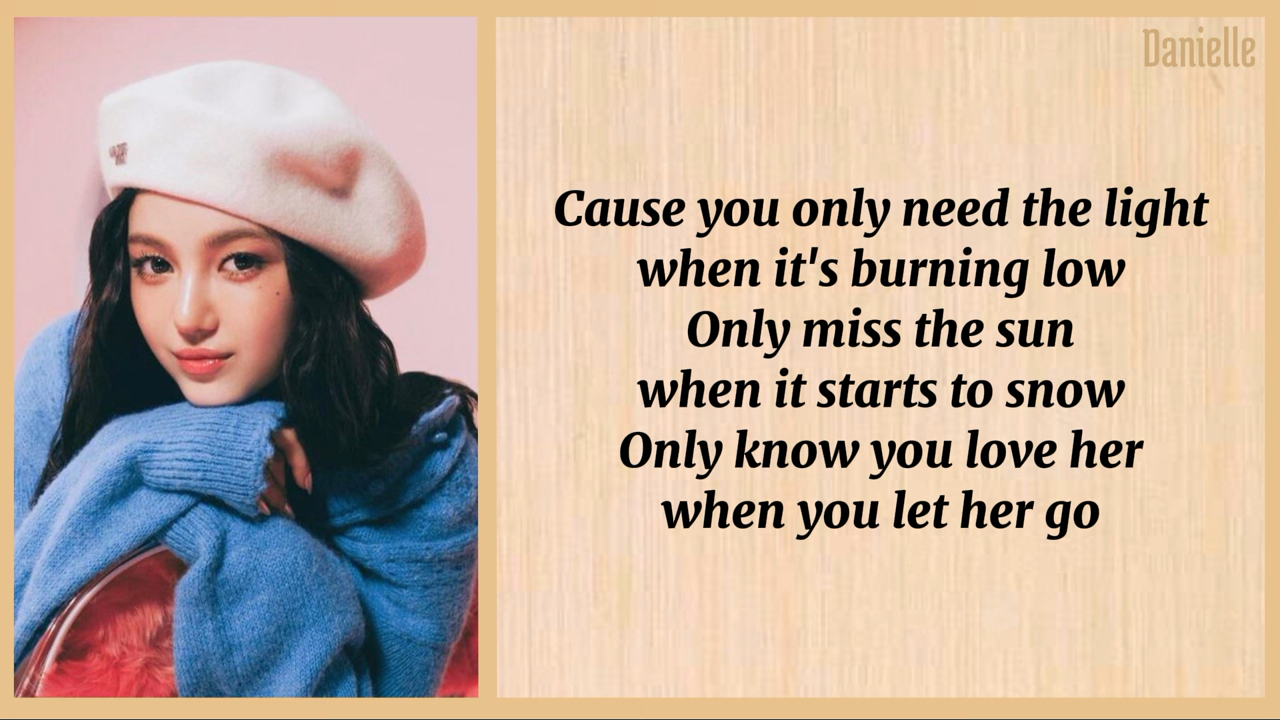 Danielle
Cause you only need the light
when it's burning low
Only miss the sun
when it starts to snow
Only know you love her
when you let her go